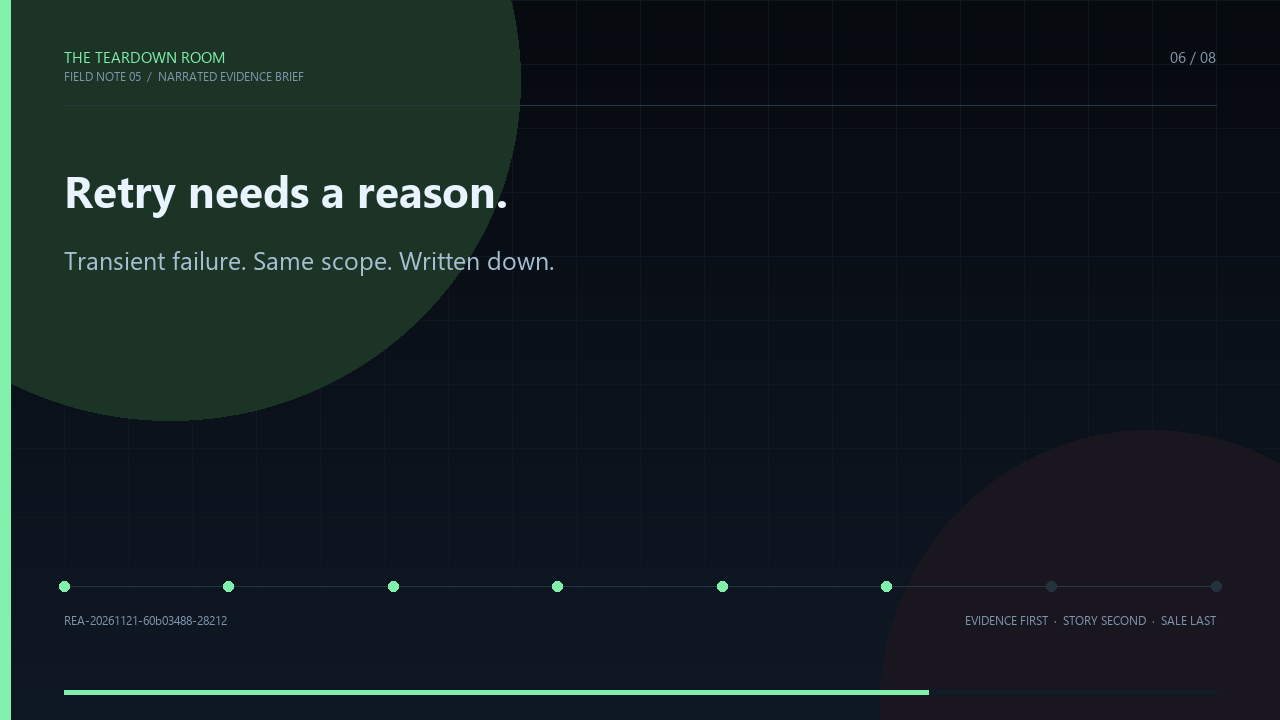 THE TEARDOWN ROOM
06 / 08
FIELD NOTE 05 / NARRATED EVIDENCE BRIEF
Retry needs a reason.
Transient failure. Same scope. Written down.
REA-20261121-60b03488-28212
EVIDENCE FIRST · STORY SECOND · SALE LAST